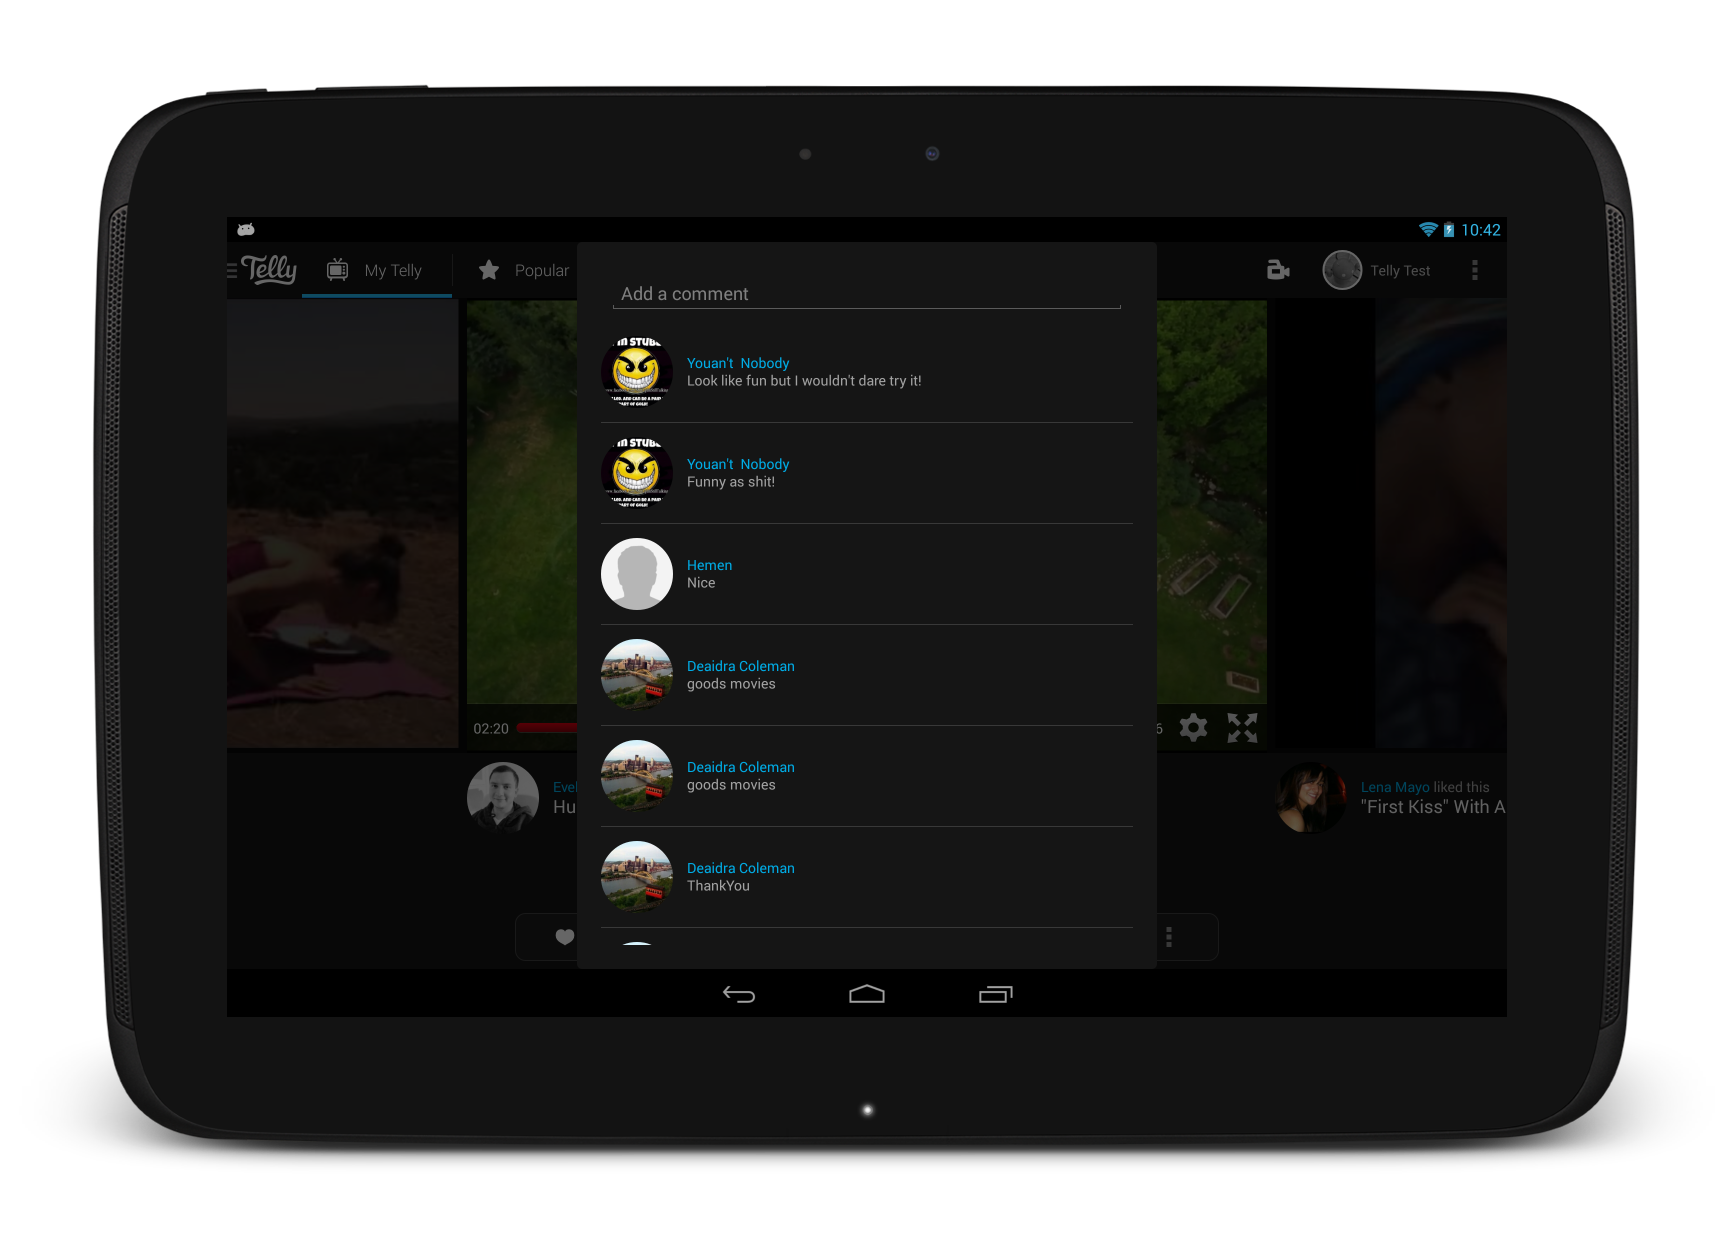 10:42
Telly
My Telly
Popular
Telly Test
Add a comment
Youan't Nobody
Look like fun but I wouldn't dare try it!
Youan't Nobody
Funny as shit!
Hemen
Nice
Deaidra Coleman
goods movies
02:20
6
Deaidra Coleman
goods movies
Eve
Hu
Lena Mayo liked this
"First Kiss" With A
Deaidra Coleman
ThankYou